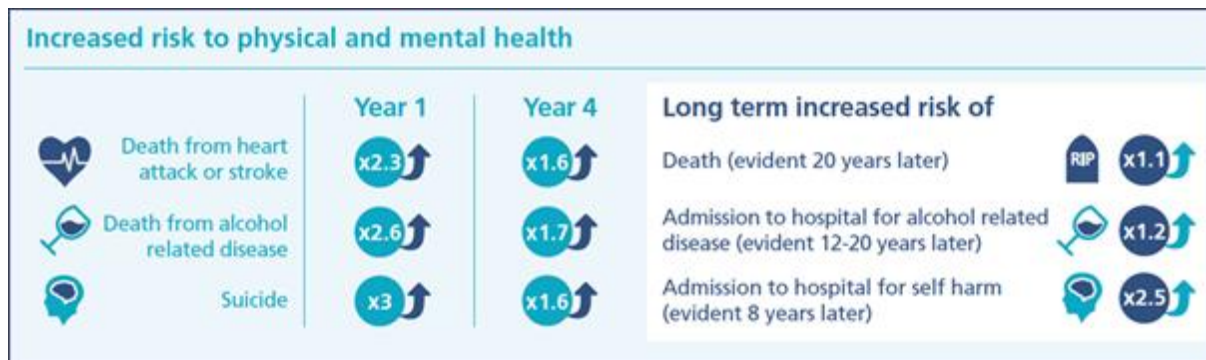 Increased risk to physical and mental health
Year 1
Year 4
Death from heart
attack or stroke
x2.3
x1.6
Death from alcohol
related disease
x2.6
x1.7
Suicide
x3
x1.6
Long term increased risk of
Death (evident 20 years later)
RIP
x1.1
Admission to hospital for alcohol related
disease (evident 12-20 years later)
x1.2
Admission to hospital for self harm
(evident 8 years later)
x2.5